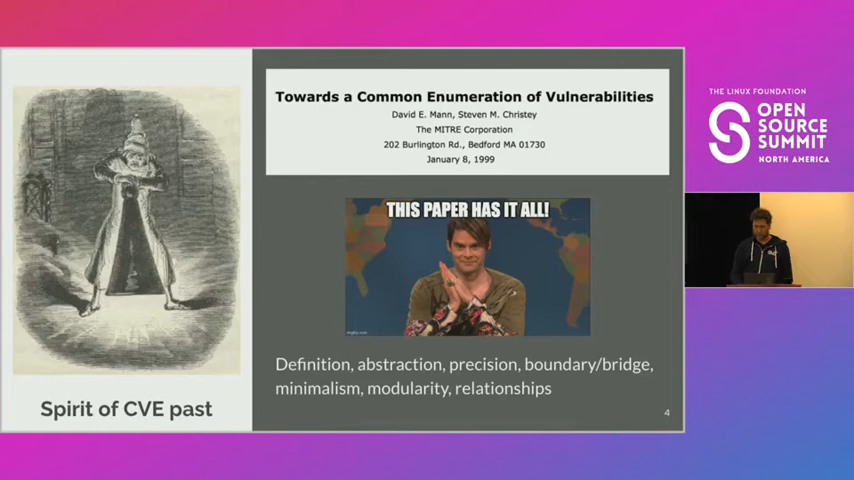 Towards a Common Enumeration of Vulnerabilities
David E. Mann, Steven M. Christey
The MITRE Corporation
202 Burlington Rd., Bedford MA 01730
January 8, 1999
THIS PAPER HAS IT ALL!
imgflip.com
Definition, abstraction, precision, boundary/bridge,
minimalism, modularity, relationships
4
Spirit of CVE past
THE LINUX FOUNDATION
OPEN
SOURCE
SUMMIT
NORTH AMERICA